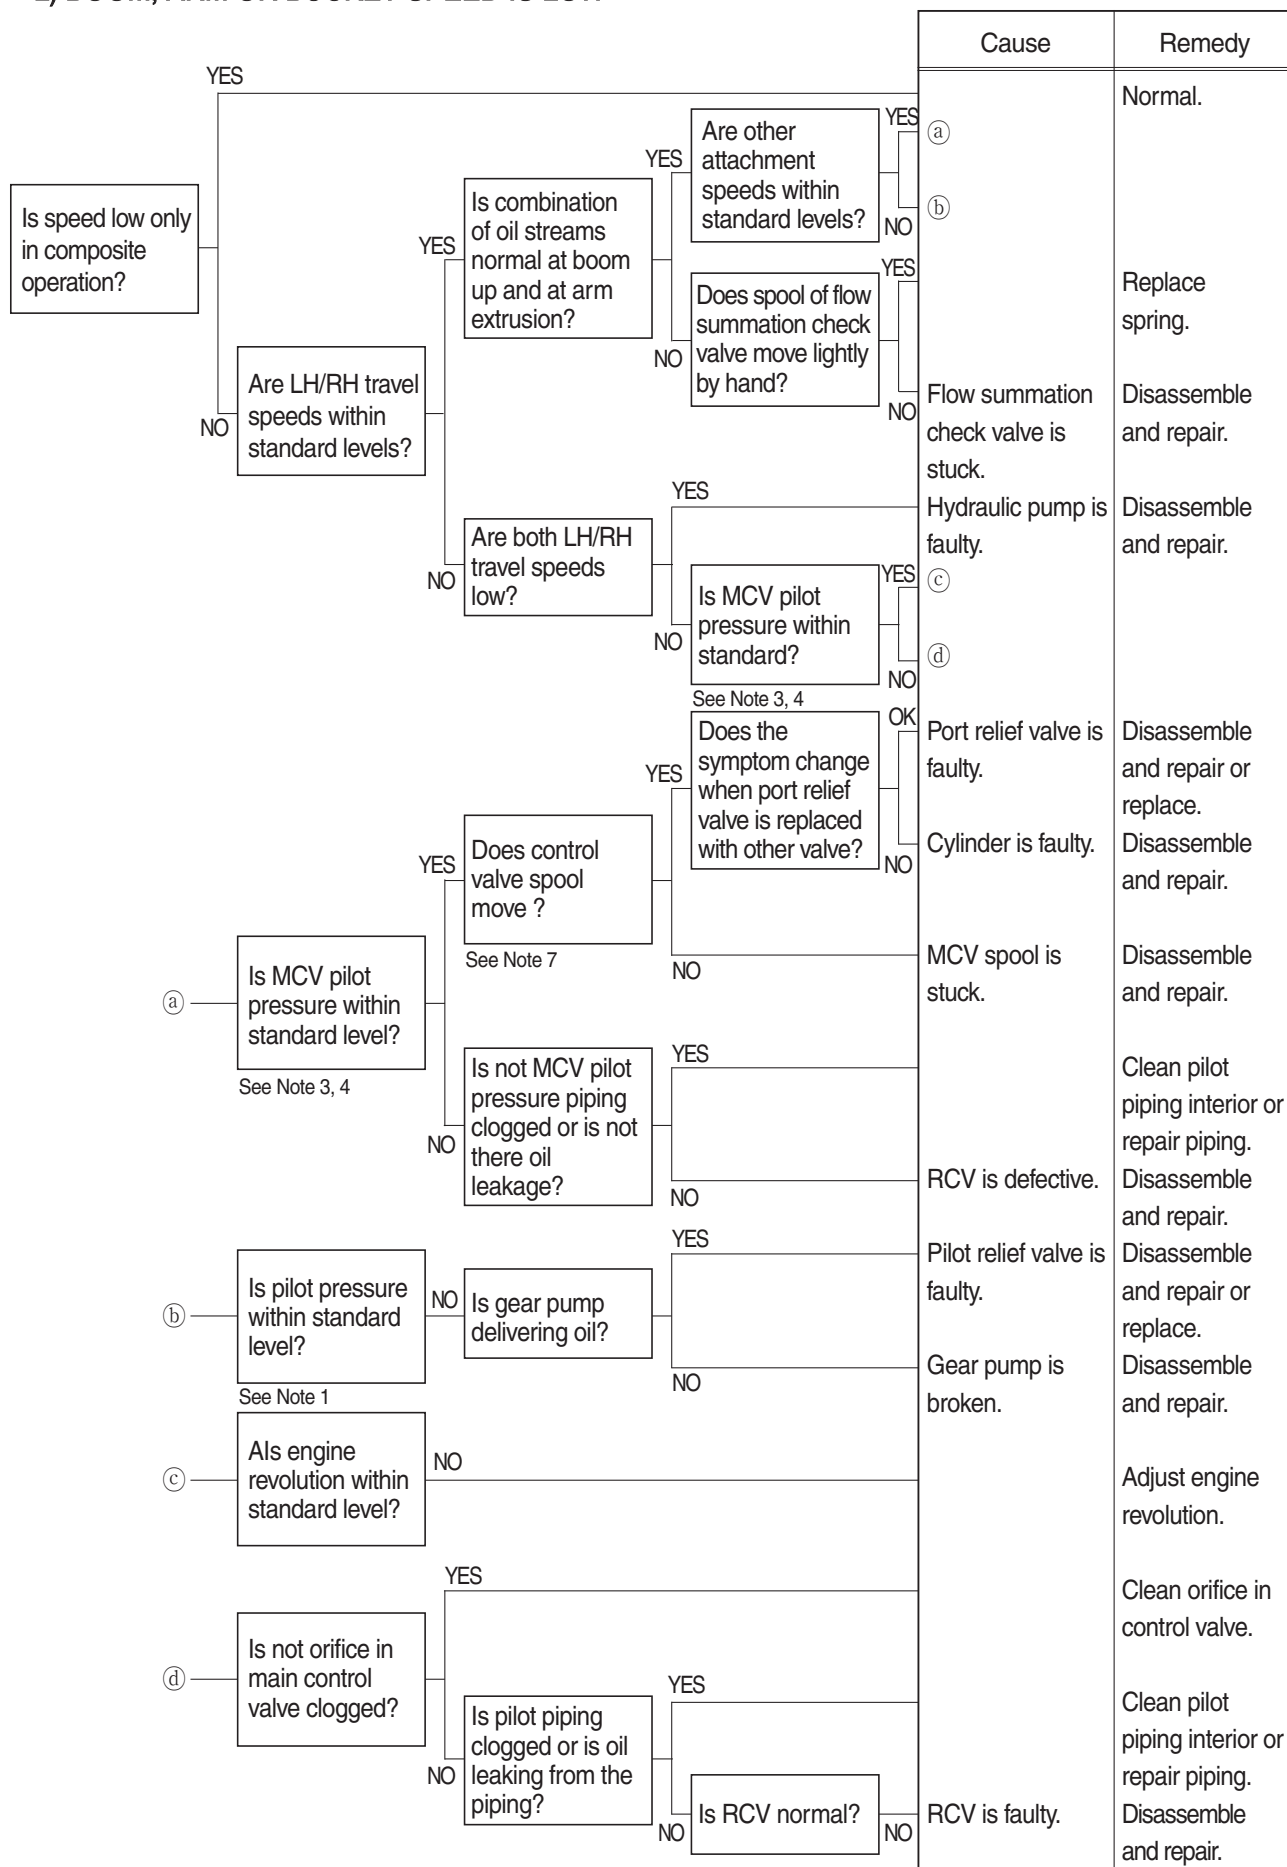 Cause
Remedy
YES
Normal.
Is speed low only
in composite
operation?
NO
Are LH/RH travel
speeds within
standard levels?
YES
Is combination
of oil streams
normal at boom
up and at arm
extrusion?
YES
Are other
attachment
speeds within
standard levels?
YES
ⓐ
NO
ⓑ
NO
Does spool of flow
summation check
valve move lightly
by hand?
YES
Replace
spring.
NO
Flow summation
check valve is
stuck.
Disassemble
and repair.
NO
Are both LH/RH
travel speeds
low?
YES
Hydraulic pump is
faulty.
Disassemble
and repair.
NO
Is MCV pilot
pressure within
standard?
See Note 3, 4
YES
ⓒ
NO
ⓓ
ⓐ
Is MCV pilot
pressure within
standard level?
See Note 3, 4
YES
Does control
valve spool
move ?
See Note 7
YES
Does the
symptom change
when port relief
valve is replaced
with other valve?
OK
Port relief valve is
faulty.
Disassemble
and repair or
replace.
NO
Cylinder is faulty.
Disassemble
and repair.
NO
MCV spool is
stuck.
Disassemble
and repair.
NO
Is not MCV pilot
pressure piping
clogged or is not
there oil
leakage?
YES
Clean pilot
piping interior or
repair piping.
NO
RCV is defective.
Disassemble
and repair.
ⓑ
Is pilot pressure
within standard
level?
See Note 1
NO
Is gear pump
delivering oil?
YES
Pilot relief valve is
faulty.
Disassemble
and repair or
replace.
NO
Gear pump is
broken.
Disassemble
and repair.
ⓒ
AIs engine
revolution within
standard level?
NO
Adjust engine
revolution.
ⓓ
Is not orifice in
main control
valve clogged?
YES
Clean orifice in
control valve.
NO
Is pilot piping
clogged or is oil
leaking from the
piping?
YES
Clean pilot
piping interior or
repair piping.
NO
Is RCV normal?
NO
RCV is faulty.
Disassemble
and repair.